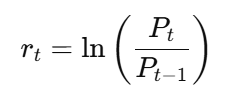 r_t = ln(P_t / P_{t−1})